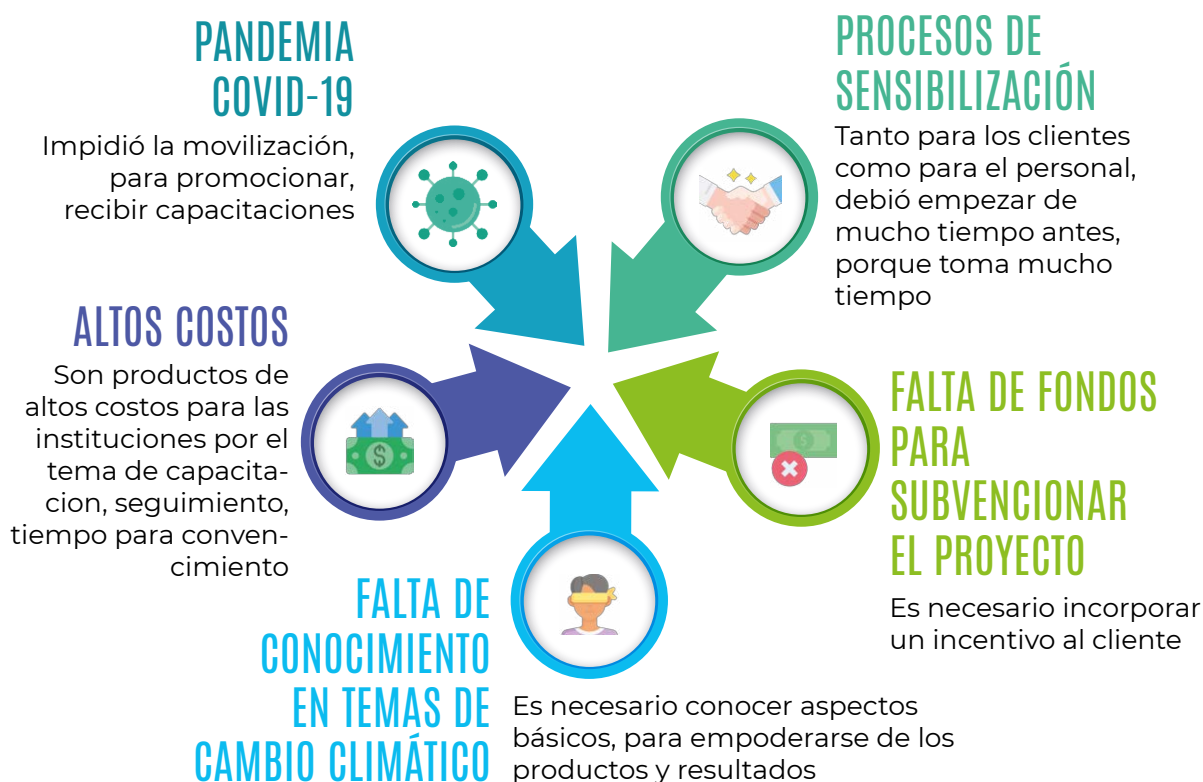 PANDEMIA
COVID-19
Impidió la movilización,
para promocionar,
recibir capacitaciones
PROCESOS DE
SENSIBILIZACIÓN
Tanto para los clientes
como para el personal,
debió empezar de
mucho tiempo antes,
porque toma mucho
tiempo
ALTOS COSTOS
Son productos de
altos costos para las
instituciones por el
tema de capacita-
cion, seguimiento,
tiempo para conven-
cimiento
FALTA DE FONDOS
PARA
SUBVENCIONAR
EL PROYECTO
Es necesario incorporar
un incentivo al cliente
FALTA DE
CONOCIMIENTO
EN TEMAS DE
CAMBIO CLIMÁTICO
Es necesario conocer aspectos
básicos, para empoderarse de los
productos y resultados